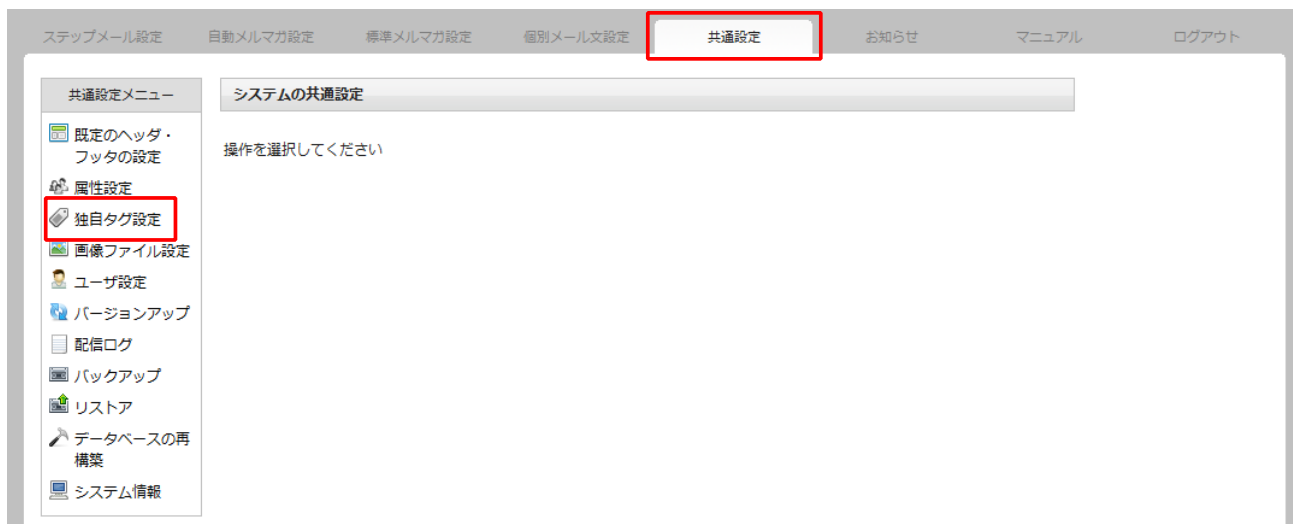 ステップメール設定 自動メルマガ設定 標準メルマガ設定 個別メール文設定 共通設定 お知らせ マニュアル ログアウト
共通設定メニュー
既定のヘッダ・
フッタの設定
属性設定
独自タグ設定
画像ファイル設定
ユーザ設定
バージョンアップ
配信ログ
バックアップ
リストア
データベースの再
構築
システム情報
システムの共通設定
操作を選択してください